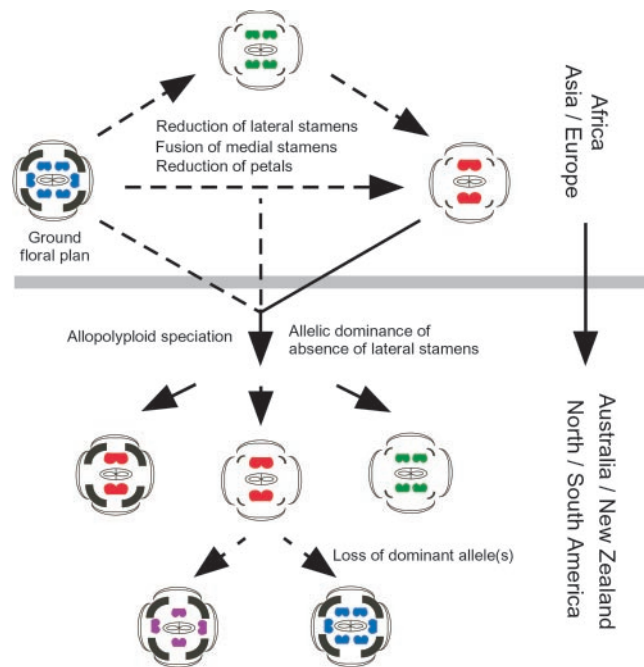 Reduction of lateral stamens
Fusion of medial stamens
Reduction of petals
Ground
floral plan
Africa
Asia / Europe
Allopolyploid speciation
Allelic dominance of
absence of lateral stamens
Australia / New Zealand
North / South America
Loss of dominant allele(s)